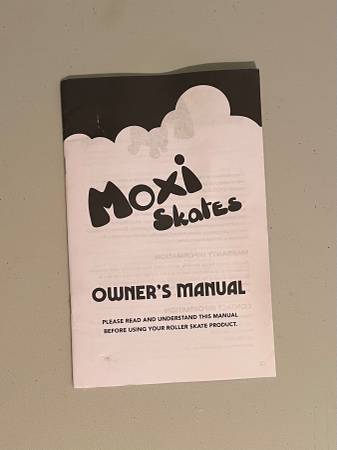 Moxi
Skates
OWNER'S MANUAL
PLEASE READ AND UNDERSTAND THIS MANUAL
BEFORE USING YOUR ROLLER SKATE PRODUCT.